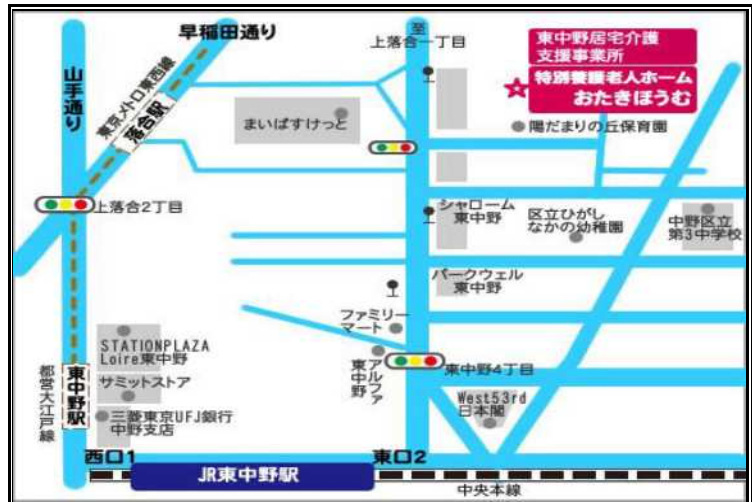 早稲田通り
至
上落合一丁目
東中野居宅介護
支援事業所
特別養護老人ホーム
おたきぼうむ
山手通り
東京メトロ東西線
落合駅
まいばすけっと
陽だまりの丘保育園
上落合2丁目
シャローム
東中野
区立ひがし
なかの幼稚園
中野区立
第3中学校
パークウェル
東中野
ファミリー
マート
STATIONPLAZA
Loire東中野
アルファ
東中野
東中野4丁目
サミットストア
都営大江戸線
東中野駅
West53rd
日本閣
三菱東京UFJ銀行
中野支店
西口1
JR東中野駅
東口2
中央本線